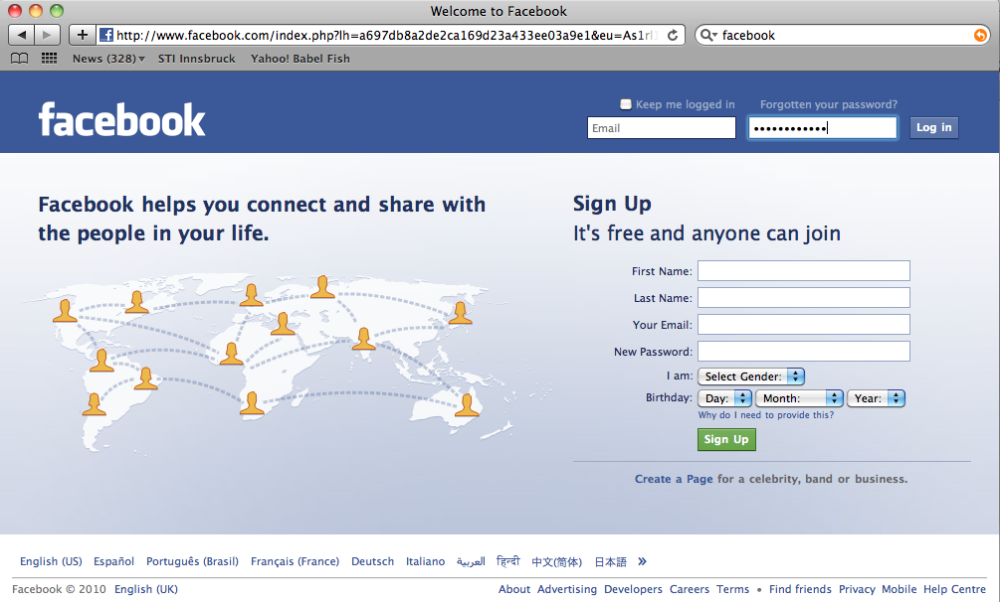 Welcome to Facebook
http://www.facebook.com/index.php?lh=a697db8a2de2ca169d23a433ee03a9e1&eu=As1rl
facebook
News (328) STI Innsbruck Yahoo! Babel Fish
Keep me logged in Forgotten your password?
facebook
Email •••••••••••• Log in
Facebook helps you connect and share with
the people in your life.
Sign Up
It's free and anyone can join
First Name:
Last Name:
Your Email:
New Password:
I am: Select Gender:
Birthday: Day: Month: Year:
Why do I need to provide this?
Sign Up
Create a Page for a celebrity, band or business.
English (US) Español Português (Brasil) Français (France) Deutsch Italiano العربية हिन्दी 中文(简体) 日本語 »
Facebook © 2010 English (UK) About Advertising Developers Careers Terms • Find friends Privacy Mobile Help Centre